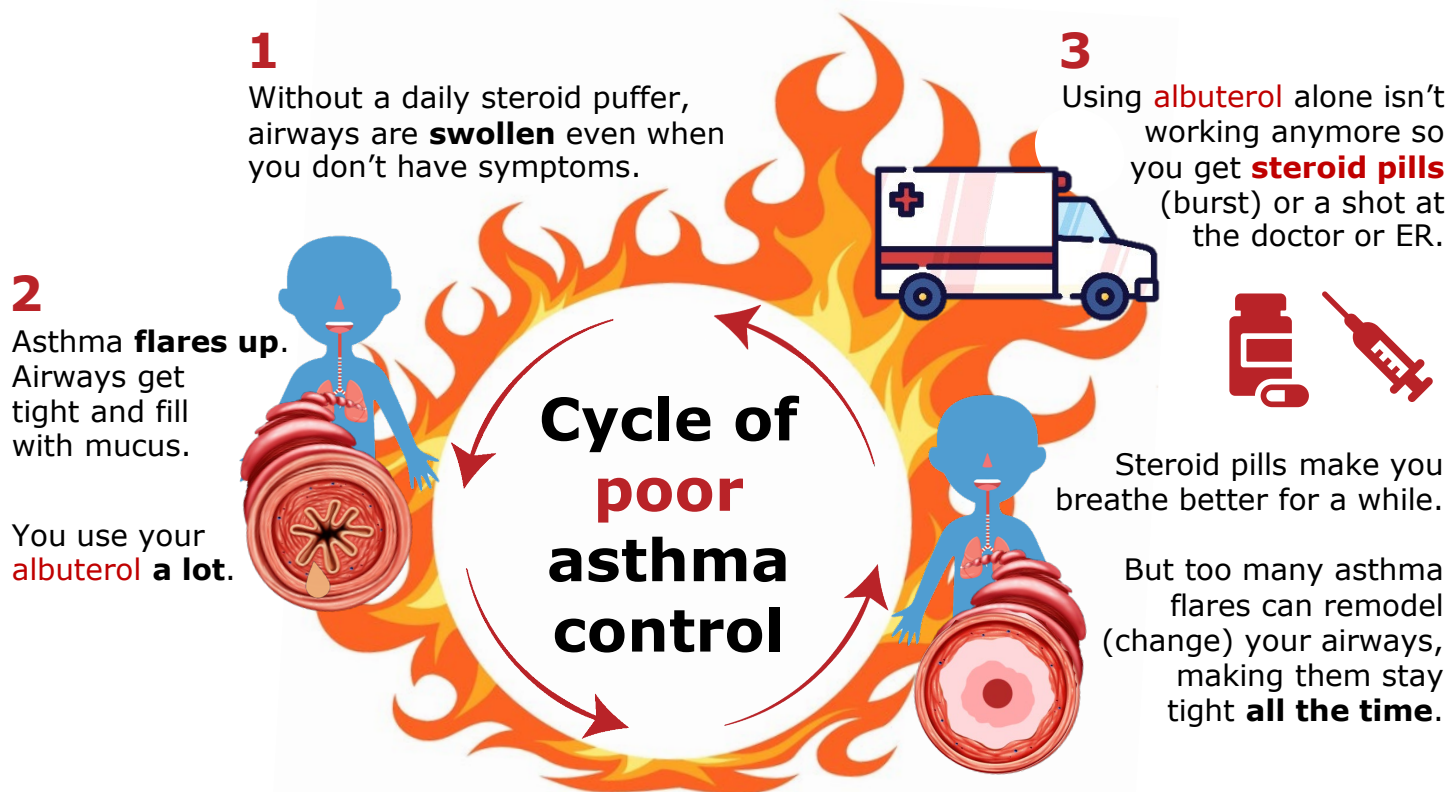 1
Without a daily steroid puffer,
airways are swollen even when
you don’t have symptoms.
2
Asthma flares up.
Airways get
tight and fill
with mucus.
You use your
albuterol a lot.
3
Using albuterol alone isn’t
working anymore so
you get steroid pills
(burst) or a shot at
the doctor or ER.
Steroid pills make you
breathe better for a while.
But too many asthma
flares can remodel
(change) your airways,
making them stay
tight all the time.
Cycle of
poor
asthma
control